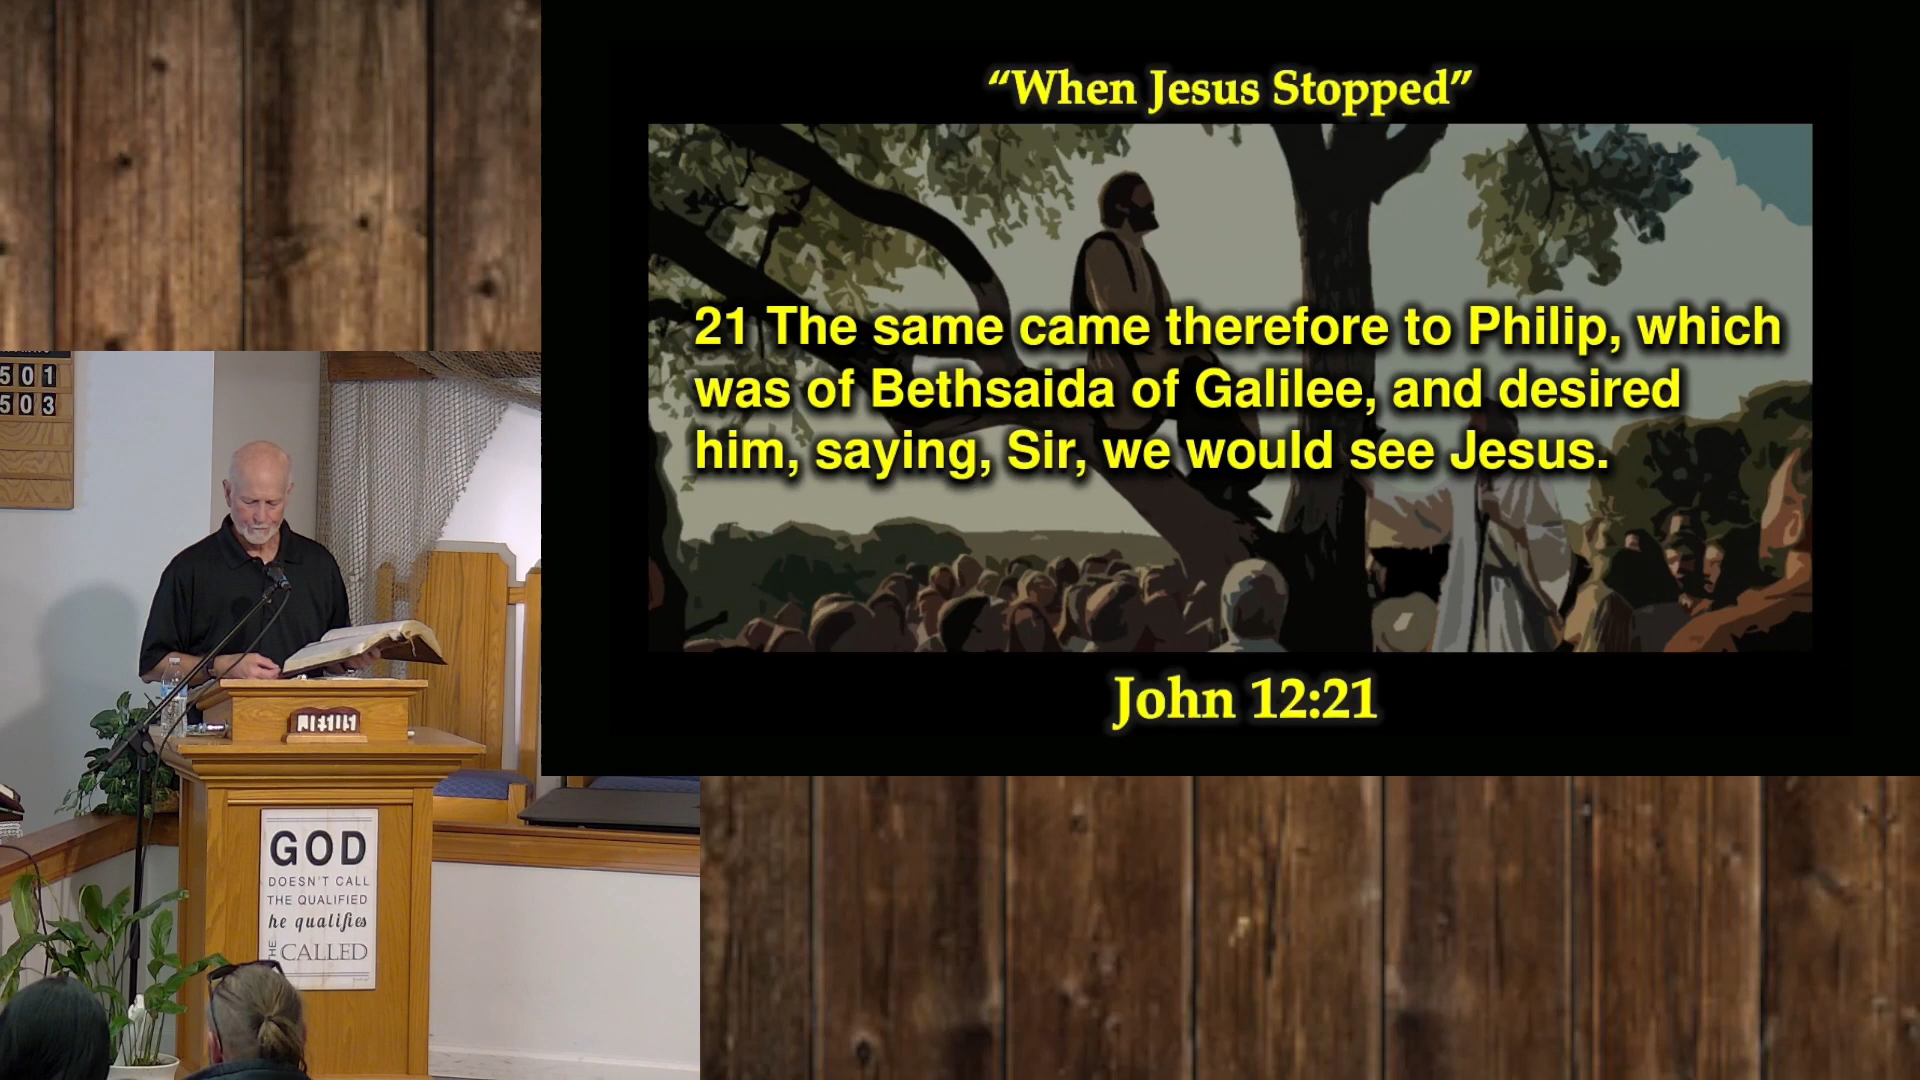 “When Jesus Stopped”
21 The same came therefore to Philip, which
was of Bethsaida of Galilee, and desired
him, saying, Sir, we would see Jesus.
John 12:21
501
503
GOD
DOESN'T CALL
THE QUALIFIED
he qualifies
THE CALLED